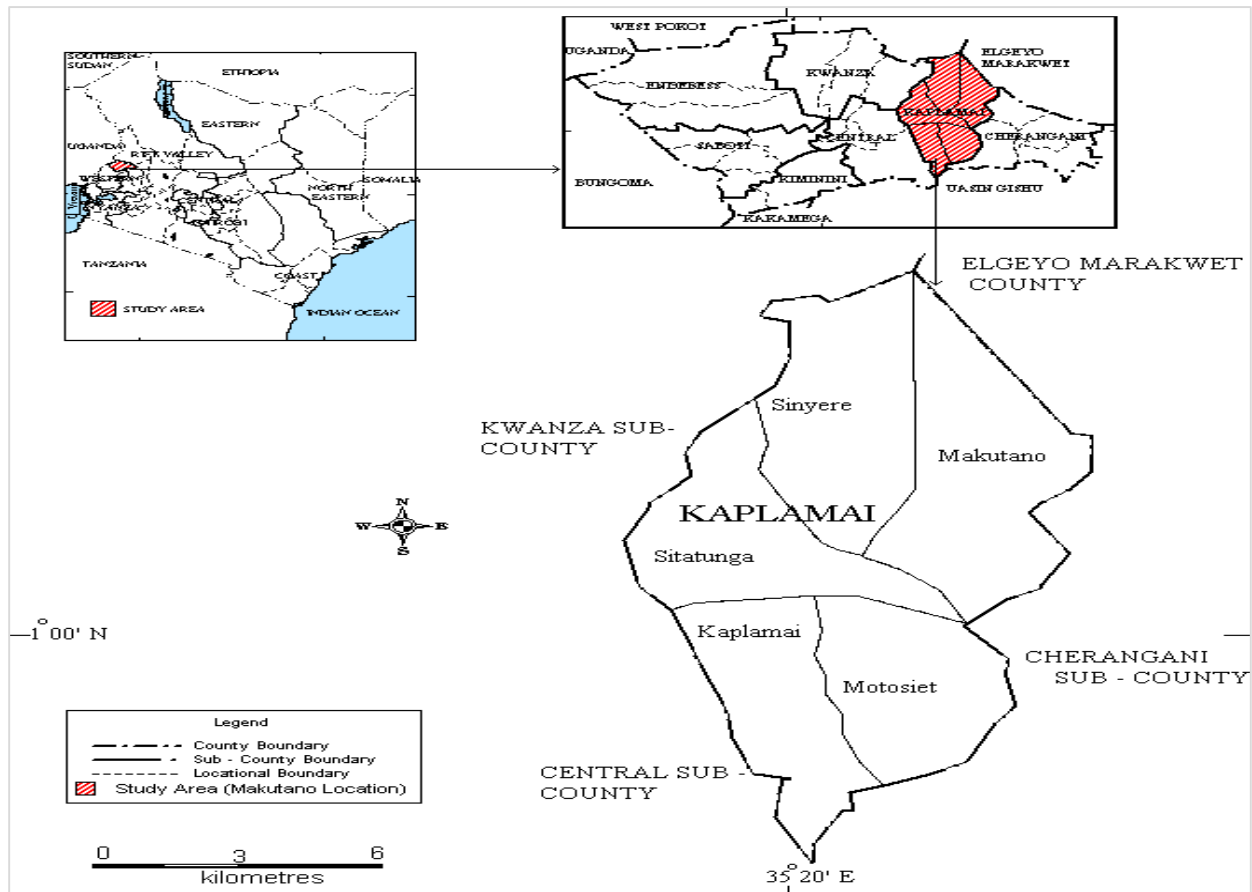 SOUTHERN
SUDAN
ETHIOPIA
EASTERN
UGANDA
RIFT VALLEY
WESTERN
SOMALIA
NORTH
EASTERN
TANZANIA
COAST
STUDY AREA
INDIAN OCEAN
WEST POKOT
UGANDA
ELGEYO
MARAKWET
KWANZA
ENDEBESS
KAPLAMAI
CENTRAL
CHERANGANI
SABOTI
KIMININI
BUNGOMA
UASIN GISHU
KAKAMEGA
ELGEYO MARAKWET
COUNTY
Sinyere
KWANZA SUB-
COUNTY
Makutano
N
W E
S
KAPLAMAI
Sitatunga
1°00' N
Kaplamai
CHERANGANI
SUB - COUNTY
Motosiet
Legend
County Boundary
Sub - County Boundary
Locational Boundary
Study Area (Makutano Location)
CENTRAL SUB -
COUNTY
0 3 6
kilometres
35°20' E